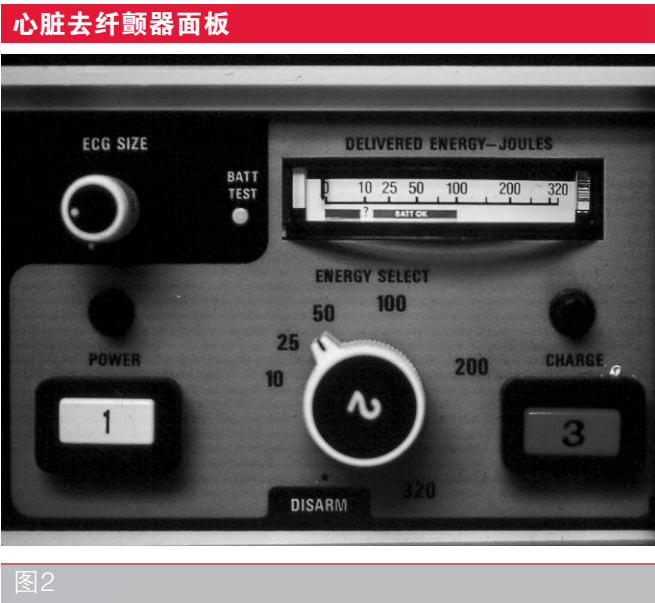 心脏去纤颤器面板
ECG SIZE
DELIVERED ENERGY—JOULES
BATT
TEST
0 10 25 50 100 200 320
? BATT OK
ENERGY SELECT
50 100
25
10
200
320
DISARM
POWER
1
2
CHARGE
3
图2